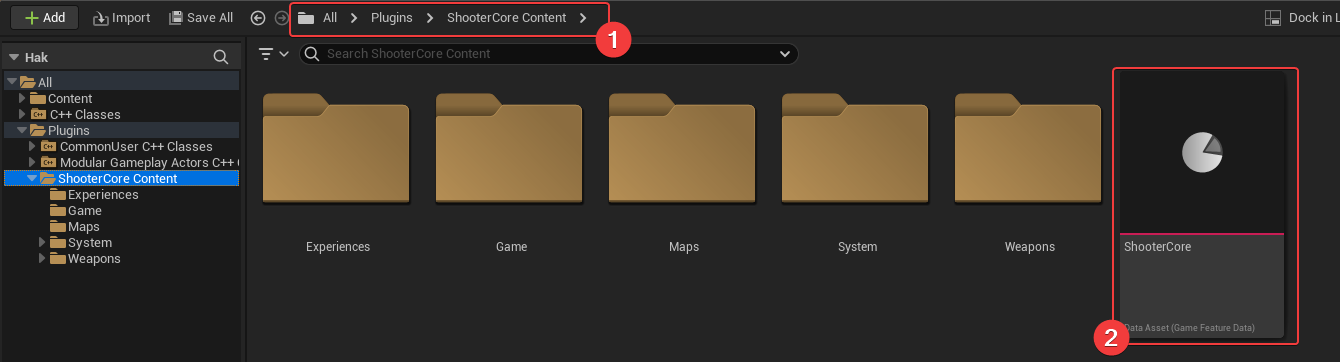 Add
Import
Save All
All
Plugins
ShooterCore Content
Dock in L
1
Hak
Search ShooterCore Content
All
Content
C++ Classes
Plugins
CommonUser C++ Classes
Modular Gameplay Actors C++
ShooterCore Content
Experiences
Game
Maps
System
Weapons
Experiences
Game
Maps
System
Weapons
ShooterCore
2
Data Asset (Game Feature Data)